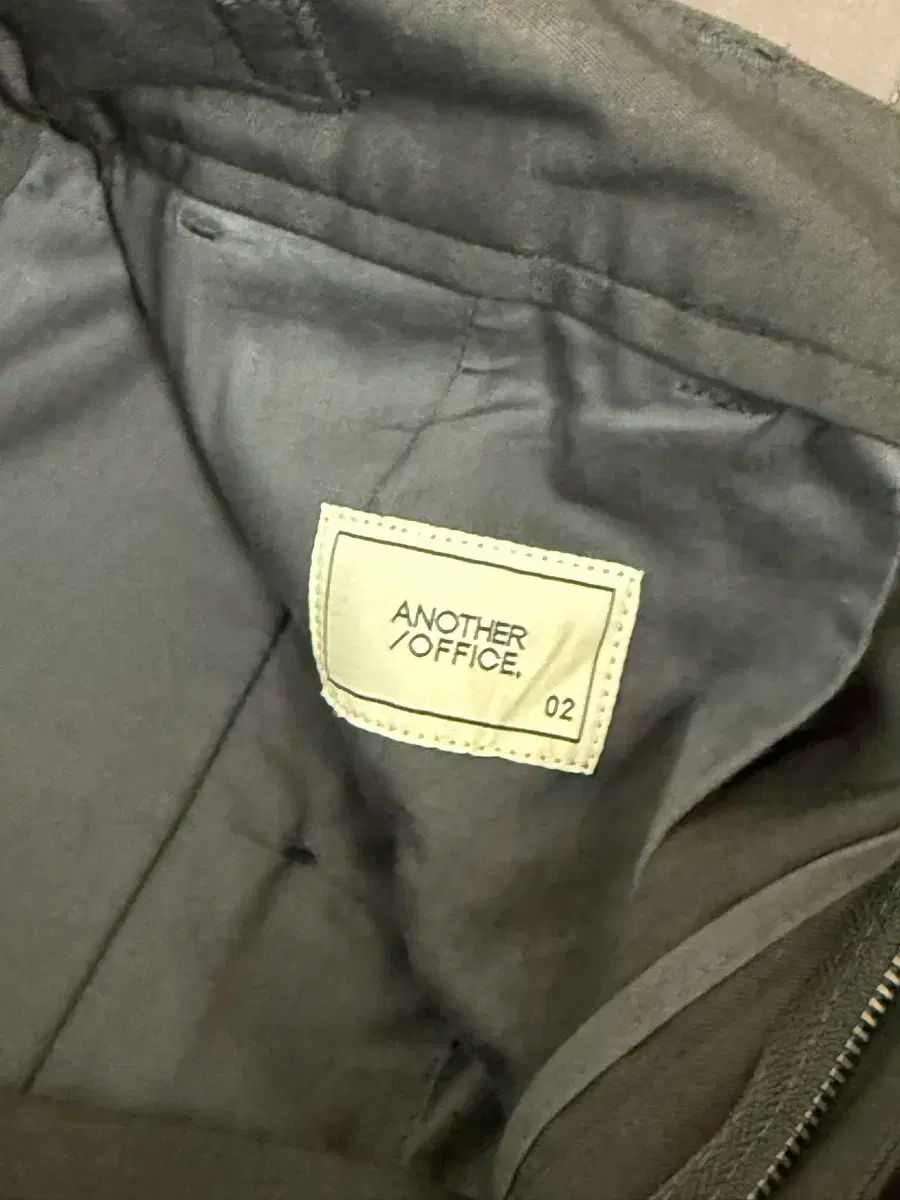 ANOTHER
/OFFICE.
02